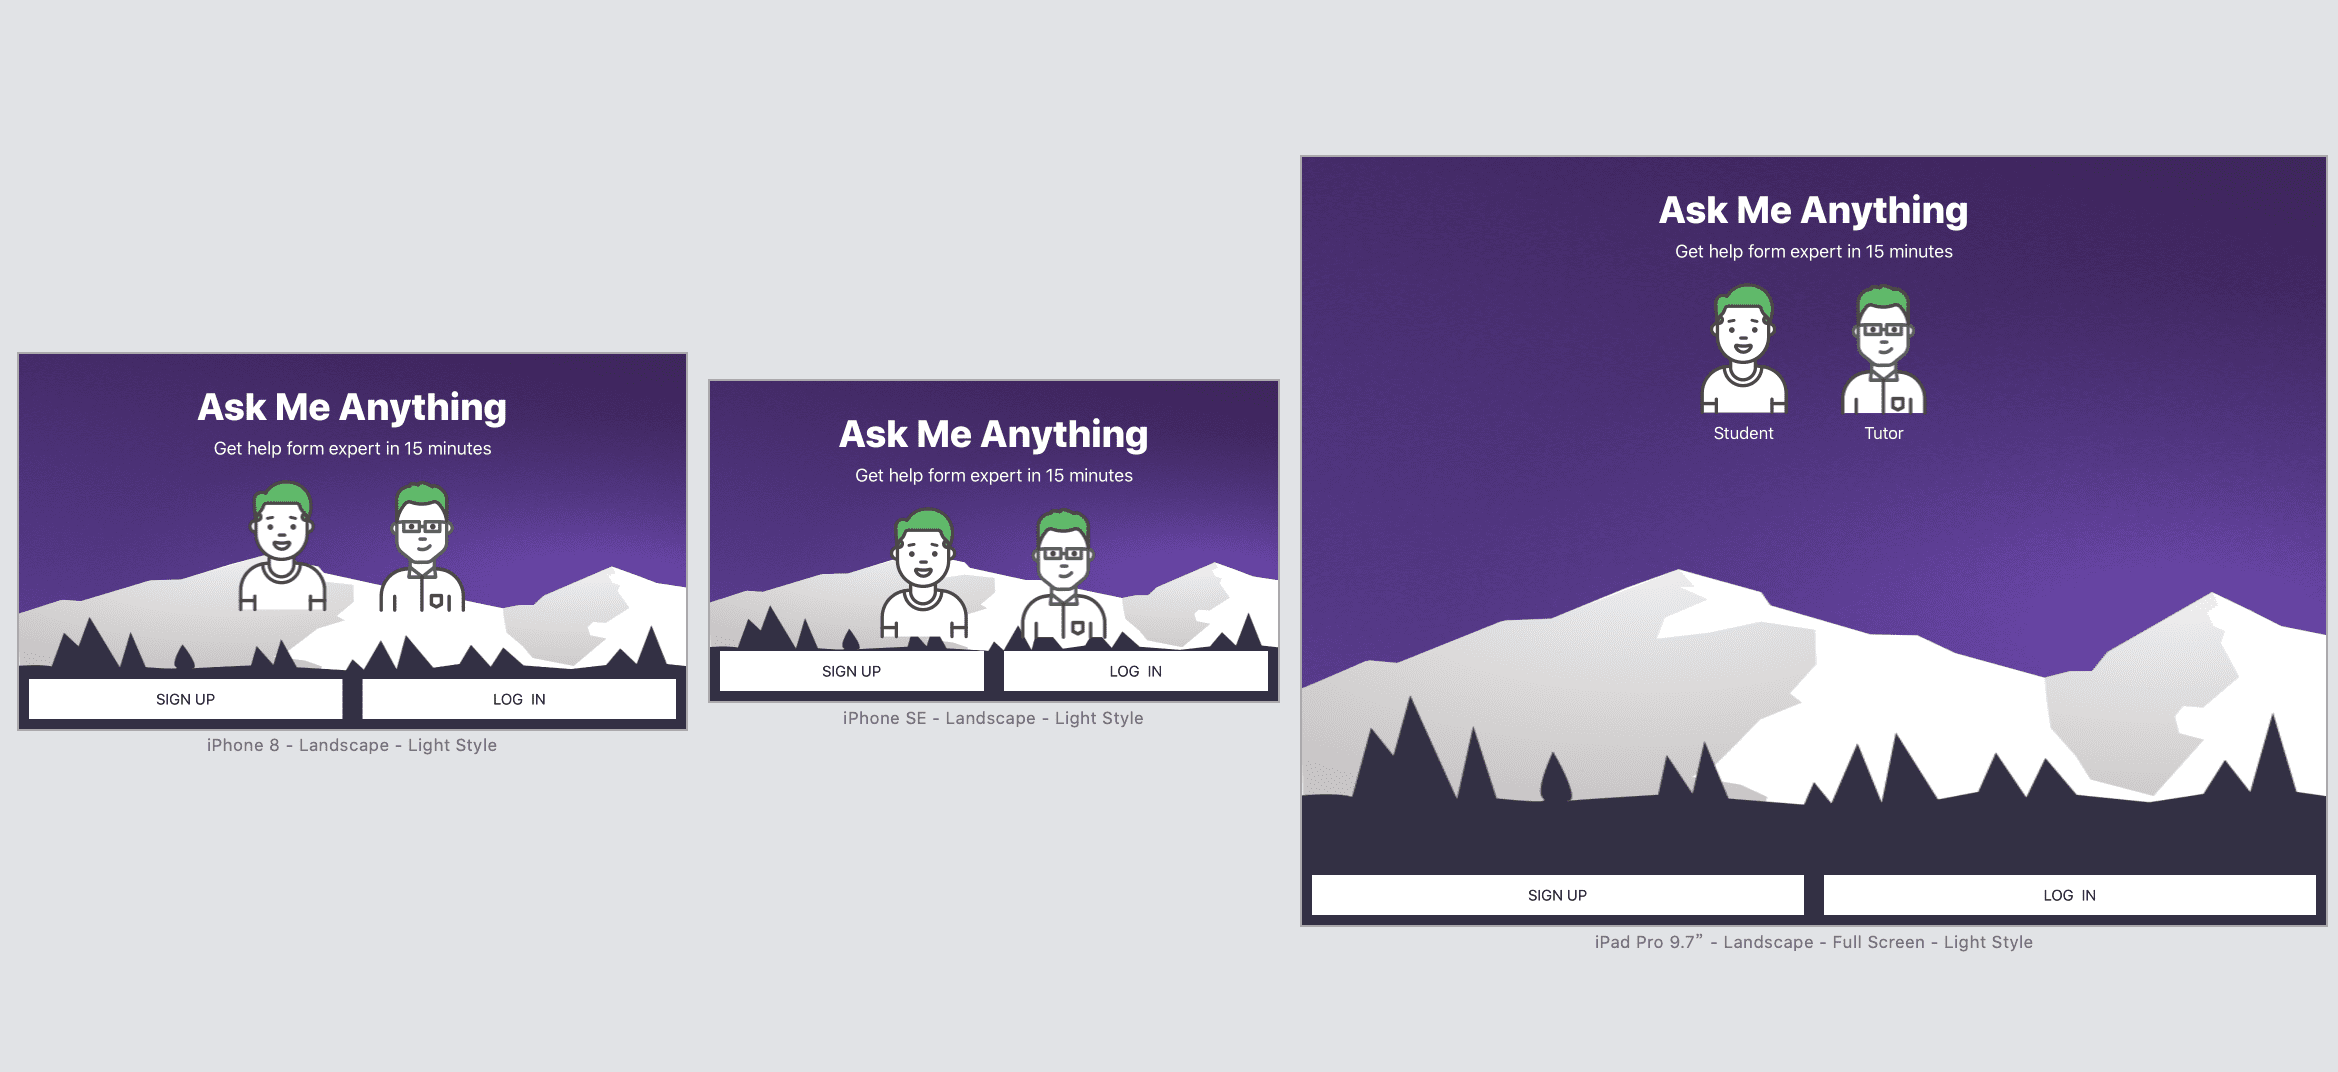 Ask Me Anything
Get help form expert in 15 minutes
SIGN UP
LOG IN
iPhone 8 - Landscape - Light Style
Ask Me Anything
Get help form expert in 15 minutes
SIGN UP
LOG IN
iPhone SE - Landscape - Light Style
Ask Me Anything
Get help form expert in 15 minutes
Student
Tutor
SIGN UP
LOG IN
iPad Pro 9.7” - Landscape - Full Screen - Light Style